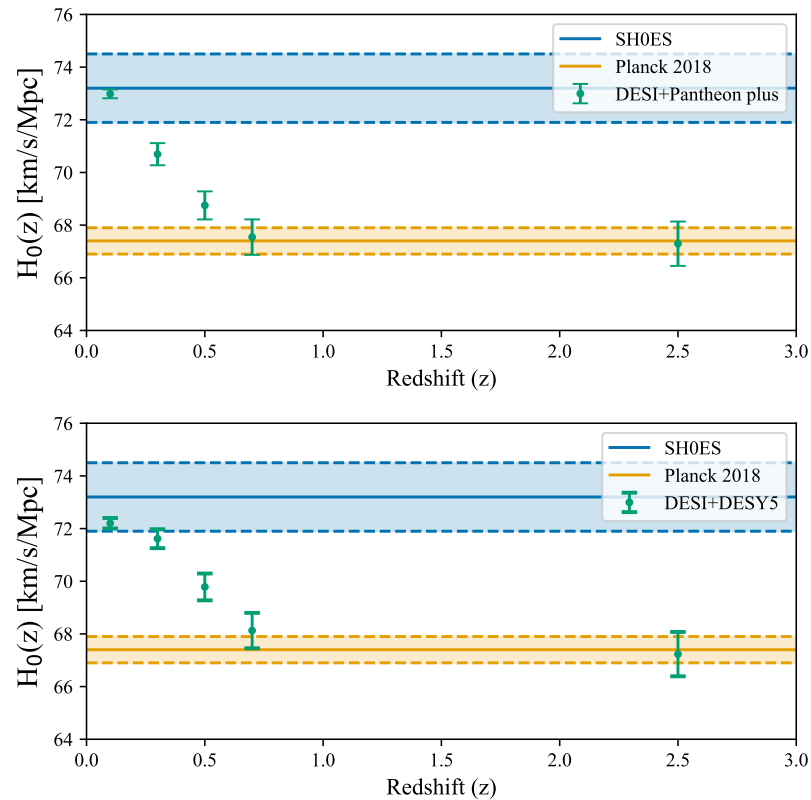 76
74
72
70
68
66
64
H₀(z) [km/s/Mpc]
SH0ES
Planck 2018
DESI+Pantheon plus
0.0 0.5 1.0 1.5 2.0 2.5 3.0
Redshift (z)
76
74
72
70
68
66
64
H₀(z) [km/s/Mpc]
SH0ES
Planck 2018
DESI+DESY5
0.0 0.5 1.0 1.5 2.0 2.5 3.0
Redshift (z)